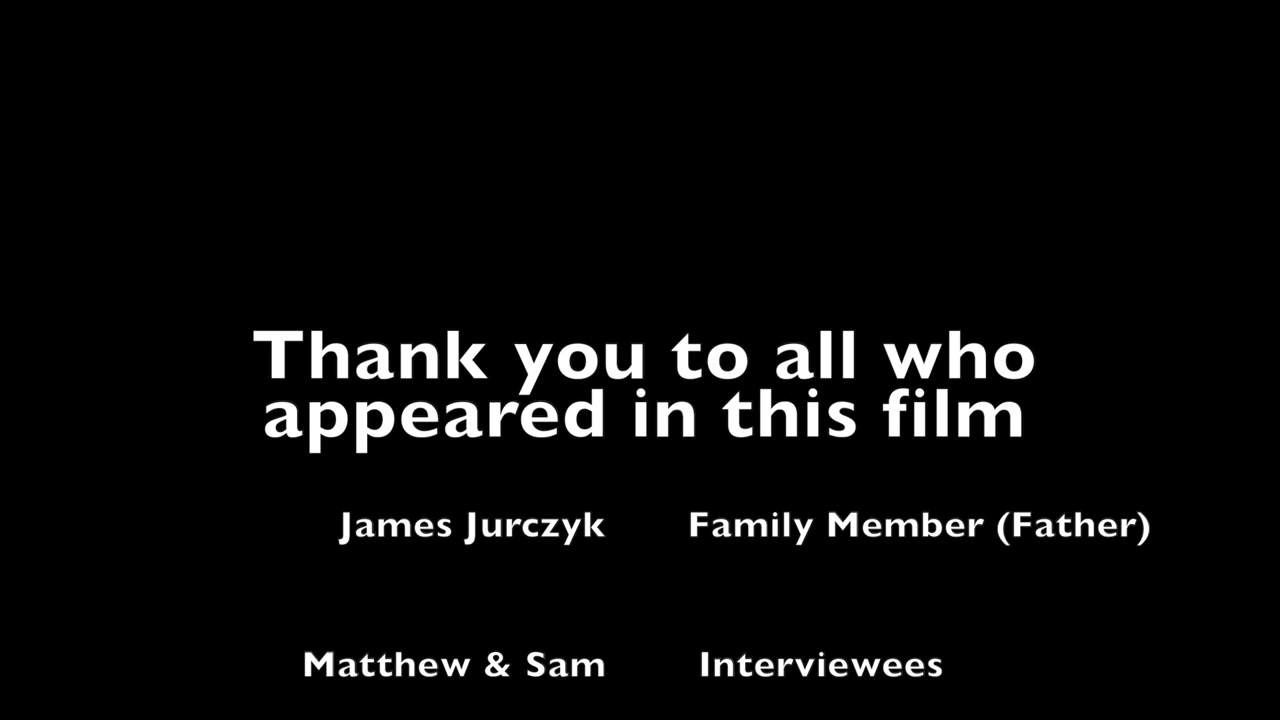 Thank you to all who
appeared in this film
James Jurczyk Family Member (Father)
Matthew & Sam Interviewees